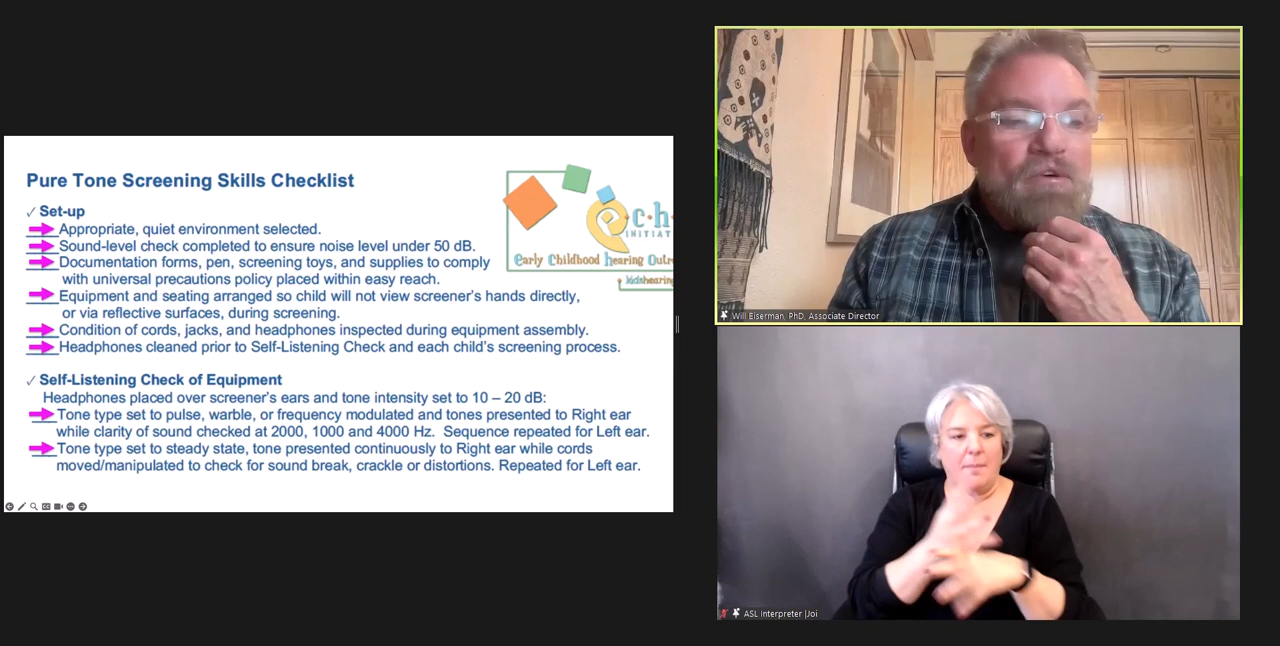 Pure Tone Screening Skills Checklist
✓ Set-up
Appropriate, quiet environment selected.
Sound-level check completed to ensure noise level under 50 dB.
Documentation forms, pen, screening toys, and supplies to comply
with universal precautions policy placed within easy reach.
Equipment and seating arranged so child will not view screener's hands directly,
or via reflective surfaces, during screening.
Condition of cords, jacks, and headphones inspected during equipment assembly.
Headphones cleaned prior to Self-Listening Check and each child's screening process.
✓ Self-Listening Check of Equipment
Headphones placed over screener's ears and tone intensity set to 10 – 20 dB:
Tone type set to pulse, warble, or frequency modulated and tones presented to Right ear
while clarity of sound checked at 2000, 1000 and 4000 Hz. Sequence repeated for Left ear.
Tone type set to steady state, tone presented continuously to Right ear while cords
moved/manipulated to check for sound break, crackle or distortions. Repeated for Left ear.
e·c·h
INITIAT
Early Childhood Hearing Outr
kidshearing
Will Eiserman, PhD, Associate Director
ASL Interpreter |Joi